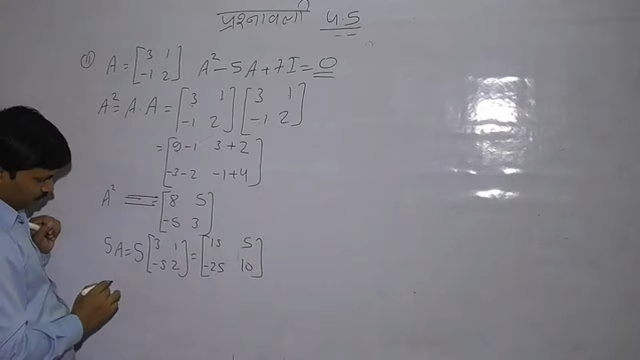 प्रश्नावली 4.5
(11) A = [3 1; -1 2] A² - 5A + 7I = 0
A² = A·A = [3 1; -1 2] [3 1; -1 2]
= [9-1 3+2; -3-2 -1+4]
A² = [8 5; -5 3]
5A = 5 [3 1; -5 2] = [15 5; -25 10]